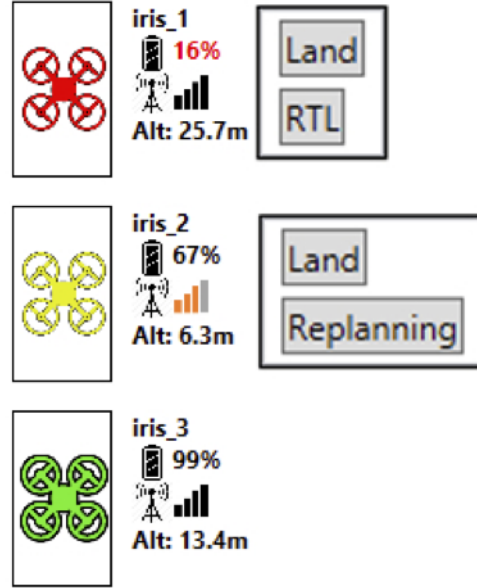 iris_1
16%
Alt: 25.7m
Land
RTL
iris_2
67%
Alt: 6.3m
Land
Replanning
iris_3
99%
Alt: 13.4m